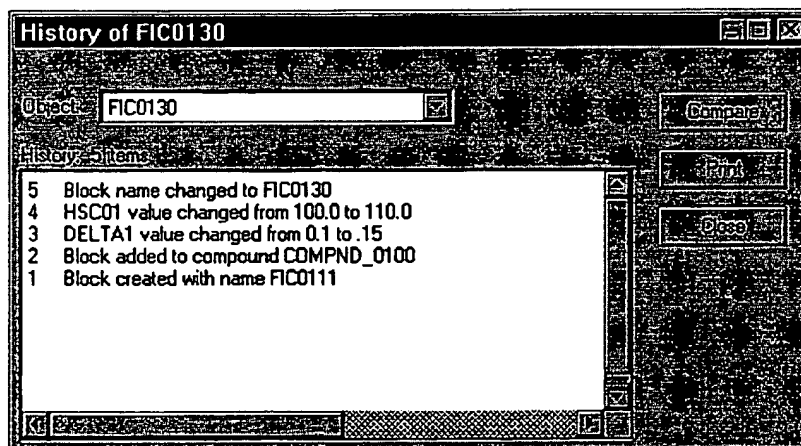 History of FIC0130
Object: FIC0130
Compare
History: 5 items
Print
5 Block name changed to FIC0130
4 HSC01 value changed from 100.0 to 110.0
3 DELTA1 value changed from 0.1 to .15
2 Block added to compound COMPND_0100
1 Block created with name FIC0111
Close